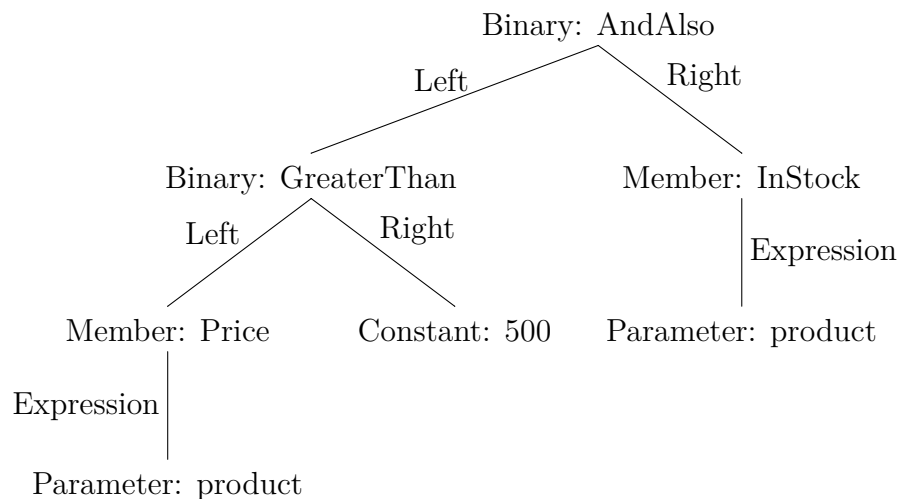 Binary: AndAlso
Left
Right
Binary: GreaterThan
Member: InStock
Left
Right
Expression
Member: Price
Constant: 500
Parameter: product
Expression
Parameter: product